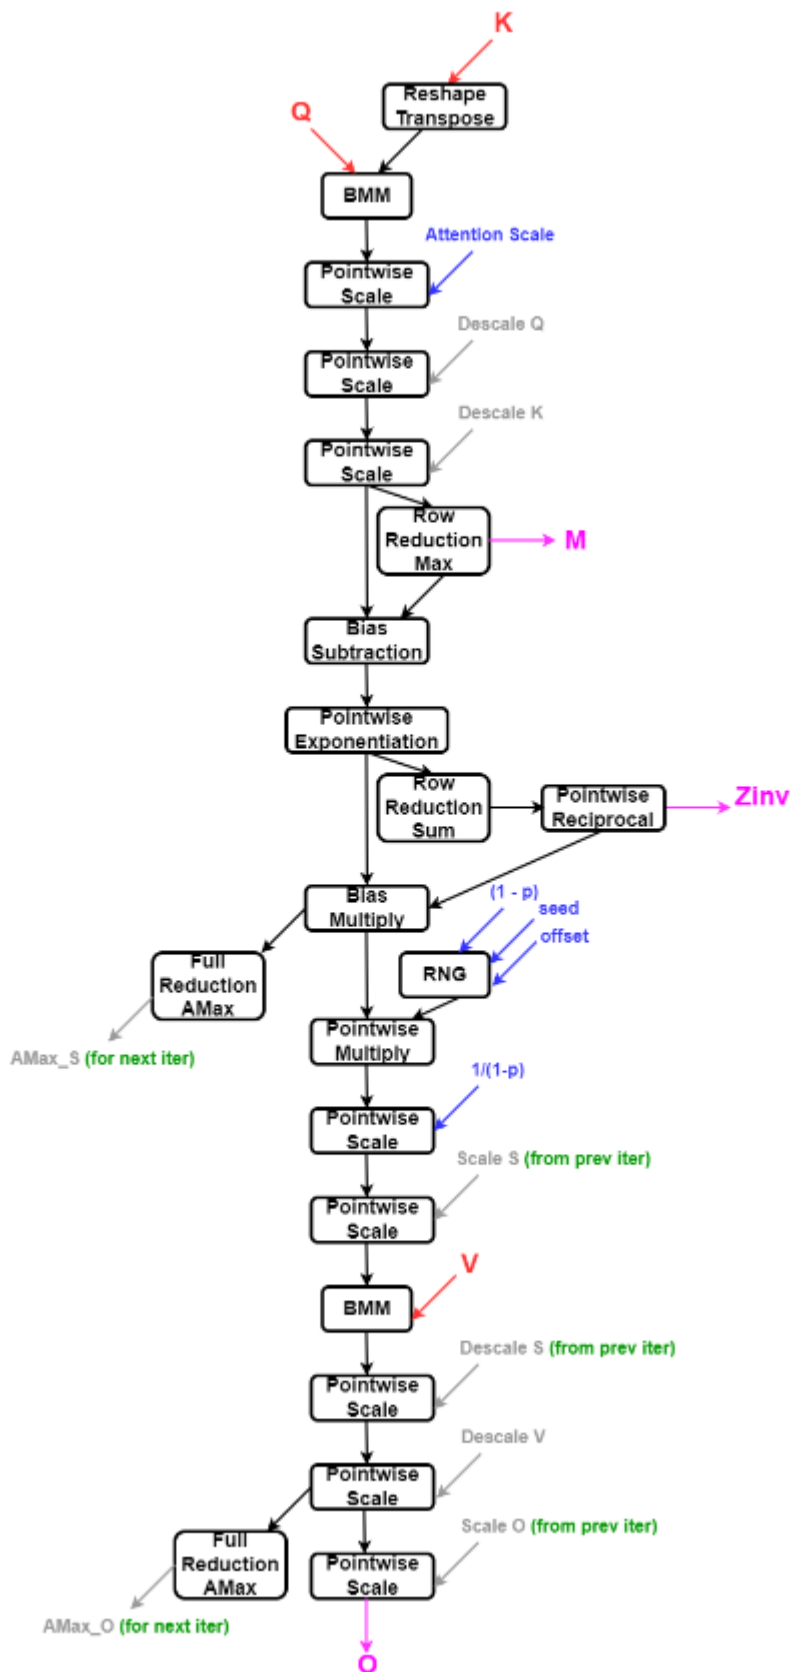 K
Reshape
Transpose
Q
BMM
Attention Scale
Pointwise
Scale
Descale Q
Pointwise
Scale
Descale K
Pointwise
Scale
Row
Reduction
Max
M
Bias
Subtraction
Pointwise
Exponentiation
Row
Reduction
Sum
Pointwise
Reciprocal
Zinv
Bias
Multiply
(1 - p)
seed
offset
Full
Reduction
AMax
RNG
AMax_S (for next iter)
Pointwise
Multiply
1/(1-p)
Pointwise
Scale
Scale S (from prev iter)
Pointwise
Scale
V
BMM
Descale S (from prev iter)
Pointwise
Scale
Descale V
Pointwise
Scale
Scale O (from prev iter)
Full
Reduction
AMax
Pointwise
Scale
AMax_O (for next iter)
O